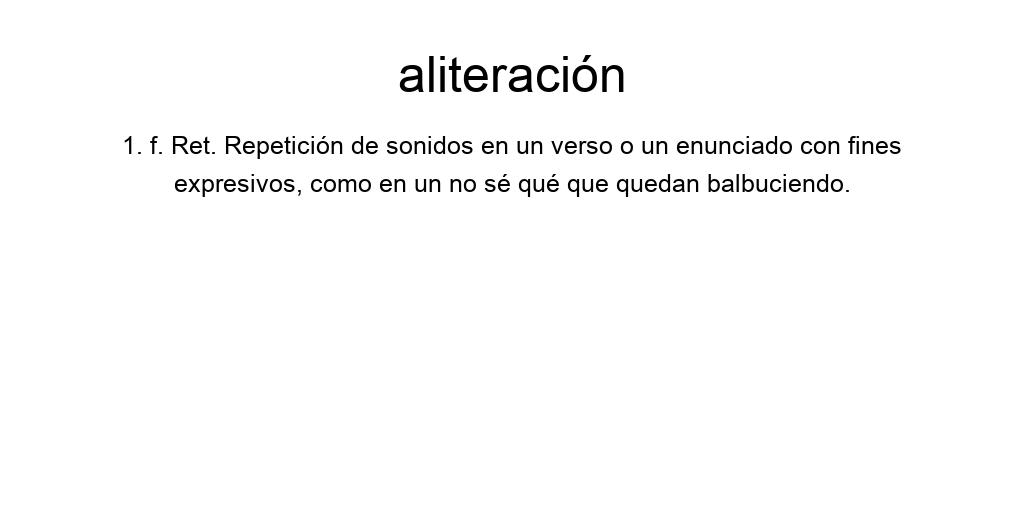 aliteración
1. f. Ret. Repetición de sonidos en un verso o un enunciado con fines
expresivos, como en un no sé qué que quedan balbuciendo.